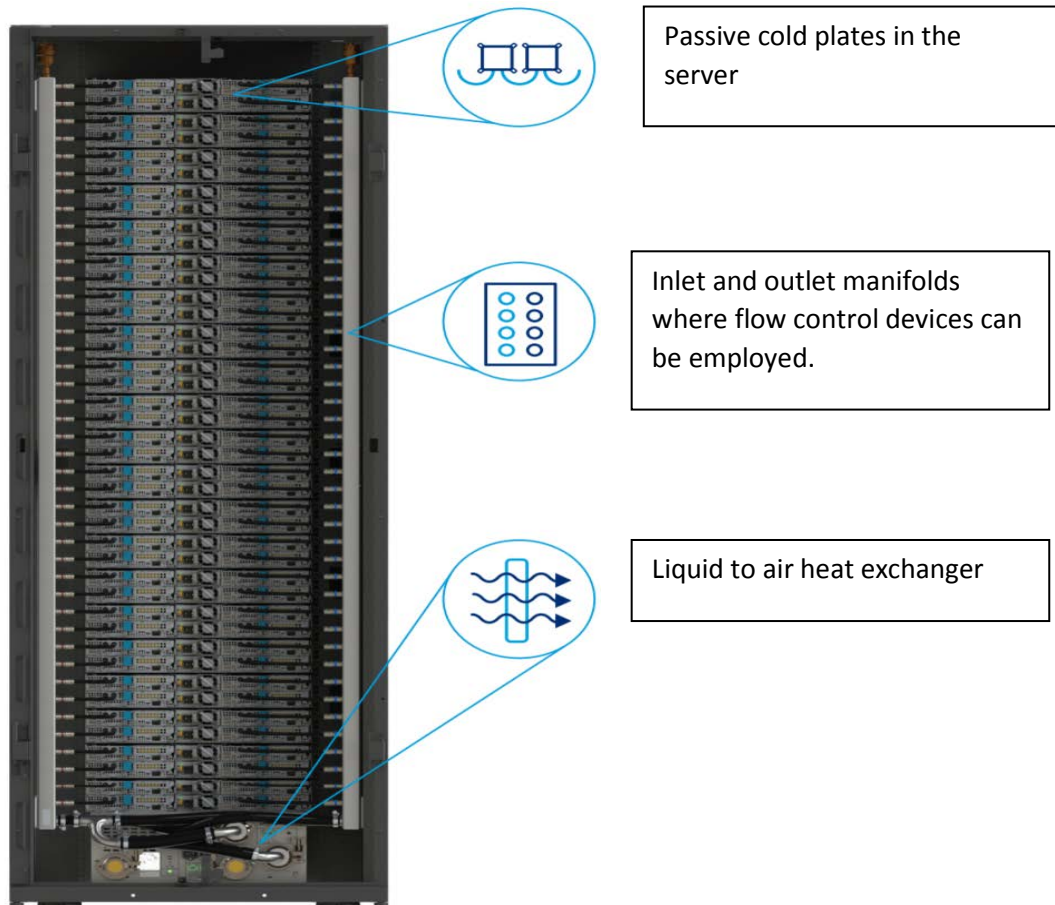 Passive cold plates in the
server
Inlet and outlet manifolds
where flow control devices can
be employed.
Liquid to air heat exchanger